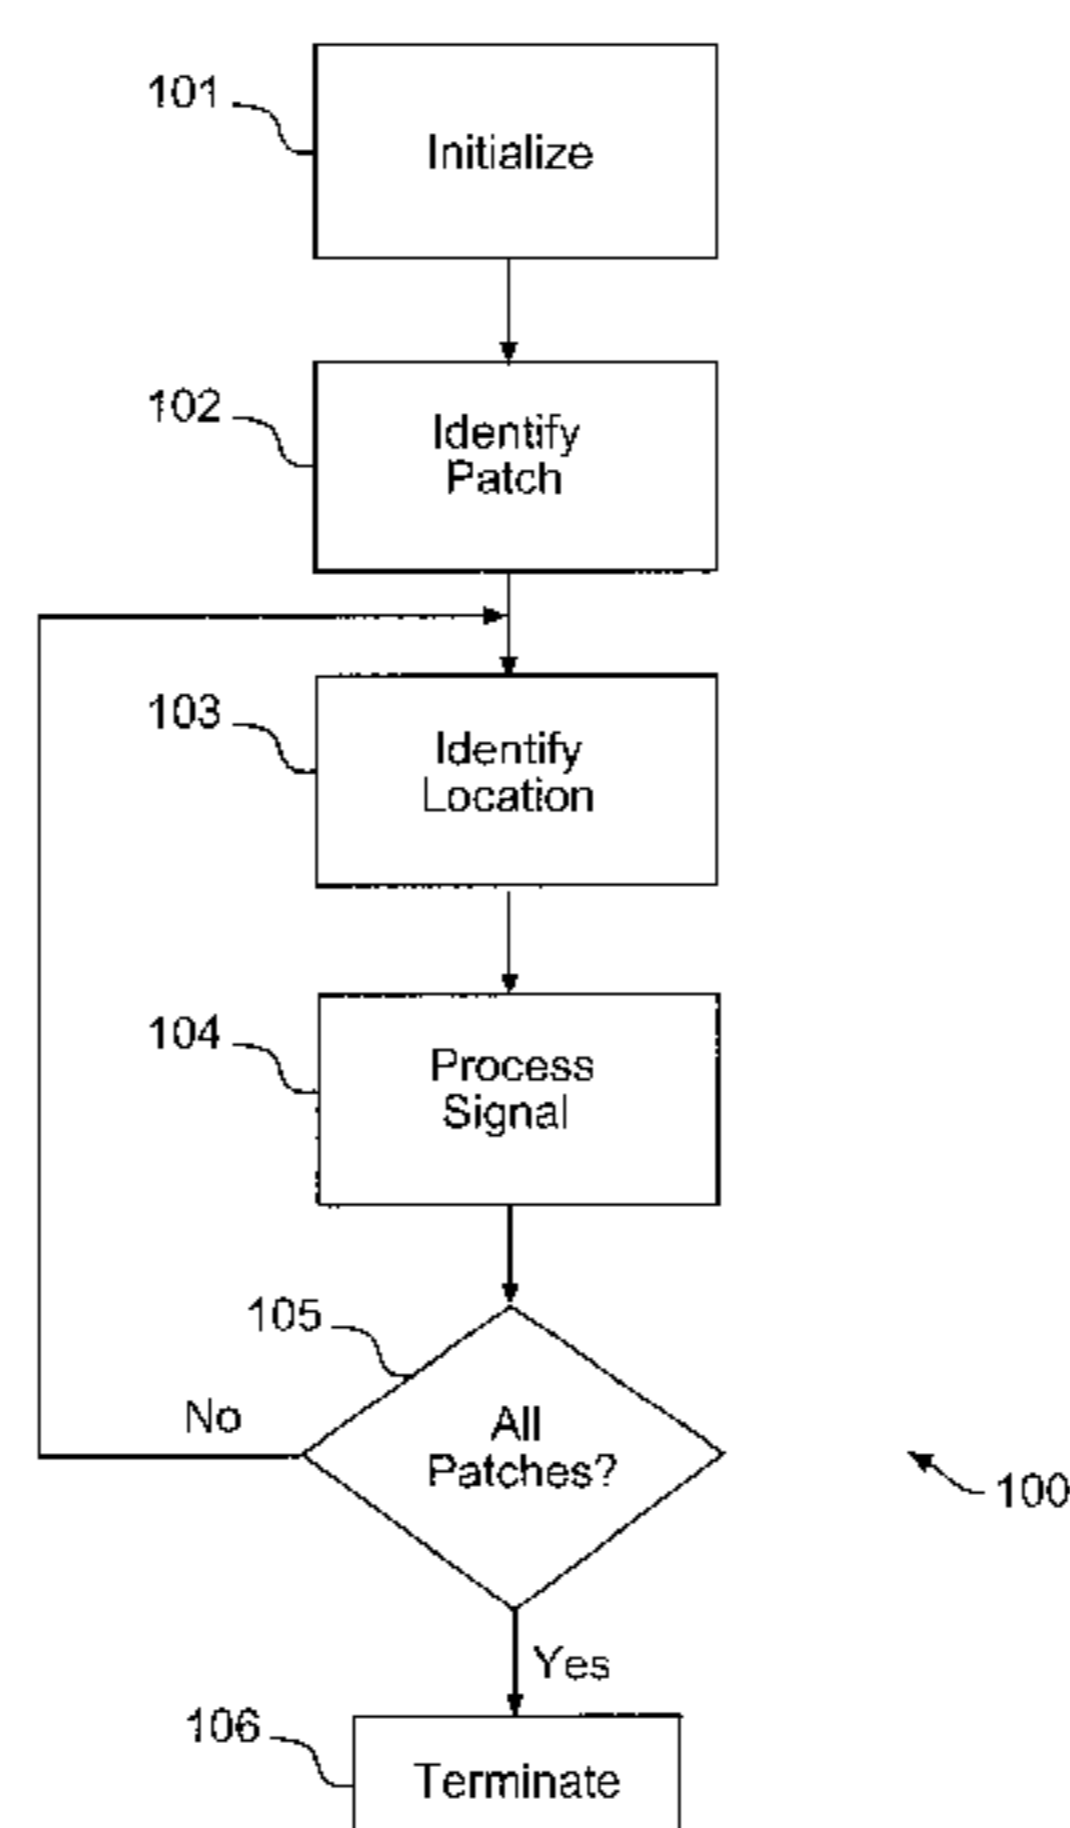 101
Initialize
102
Identify
Patch
103
Identify
Location
104
Process
Signal
105
No
All
Patches?
100
Yes
106
Terminate